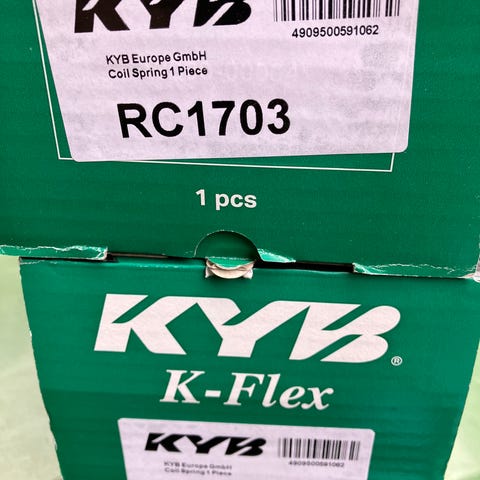 KYB
4909500591062
KYB Europe GmbH
Coil Spring 1 Piece
RC1703
1 pcs
KYB®
K-Flex
KYB
4909500591062
KYB Europe GmbH
Coil Spring 1 Piece